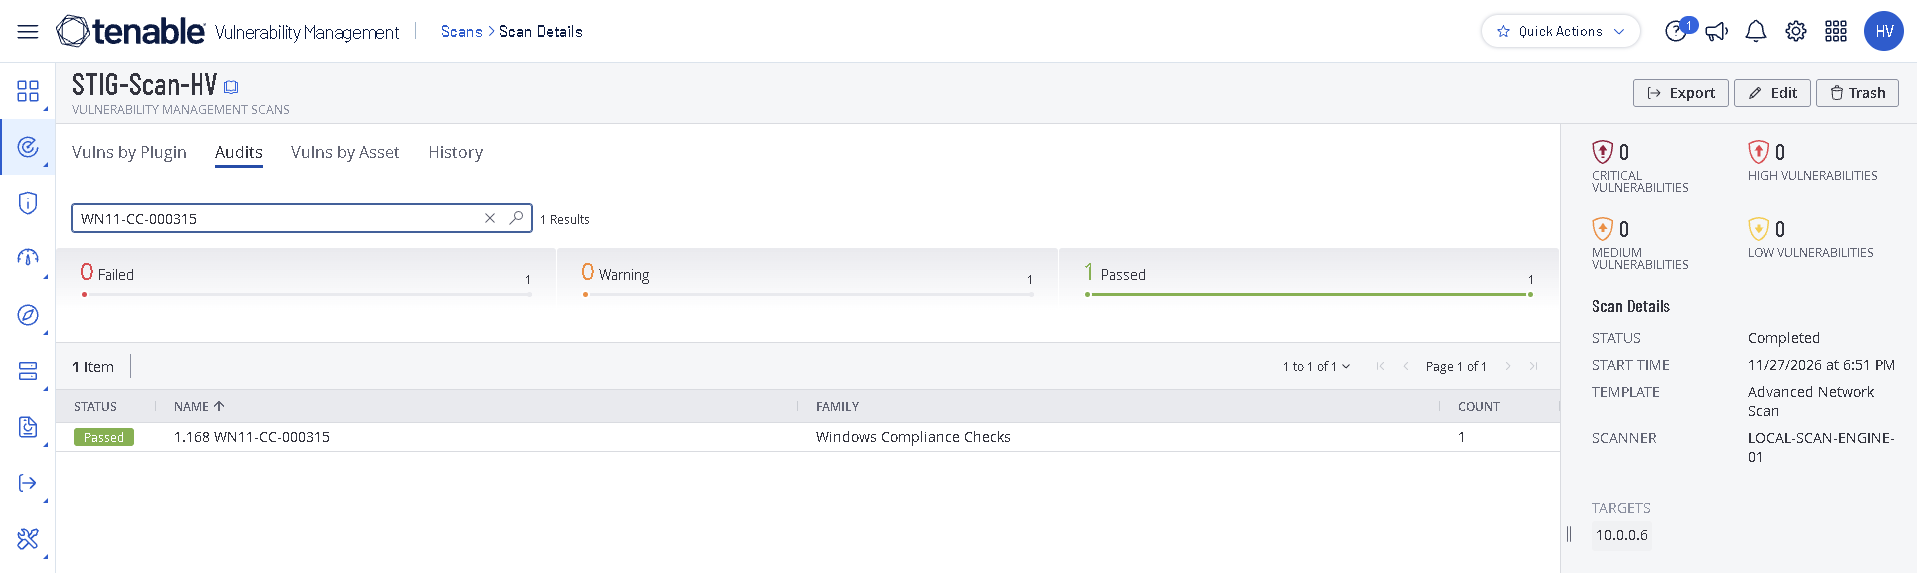 tenable Vulnerability Management Scans > Scan Details Quick Actions 1 HV
STIG-Scan-HV
VULNERABILITY MANAGEMENT SCANS
Export Edit Trash
Vulns by Plugin Audits Vulns by Asset History
WN11-CC-000315 1 Results
0 Failed 1
0 Warning 1
1 Passed 1
1 Item 1 to 1 of 1 Page 1 of 1
STATUS NAME FAMILY COUNT
Passed 1.168 WN11-CC-000315 Windows Compliance Checks 1
0
CRITICAL
VULNERABILITIES
0
HIGH VULNERABILITIES
0
MEDIUM
VULNERABILITIES
0
LOW VULNERABILITIES
Scan Details
STATUS Completed
START TIME 11/27/2026 at 6:51 PM
TEMPLATE Advanced Network
Scan
SCANNER LOCAL-SCAN-ENGINE-
01
TARGETS
10.0.0.6